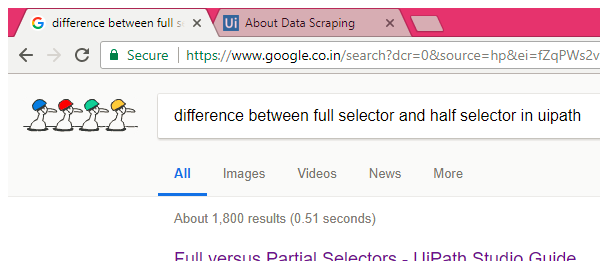 difference between full s
About Data Scraping
Secure https://www.google.co.in/search?dcr=0&source=hp&ei=fZqPWs2v
difference between full selector and half selector in uipath
All Images Videos News More
About 1,800 results (0.51 seconds)
Full versus Partial Selectors - UiPath Studio Guide